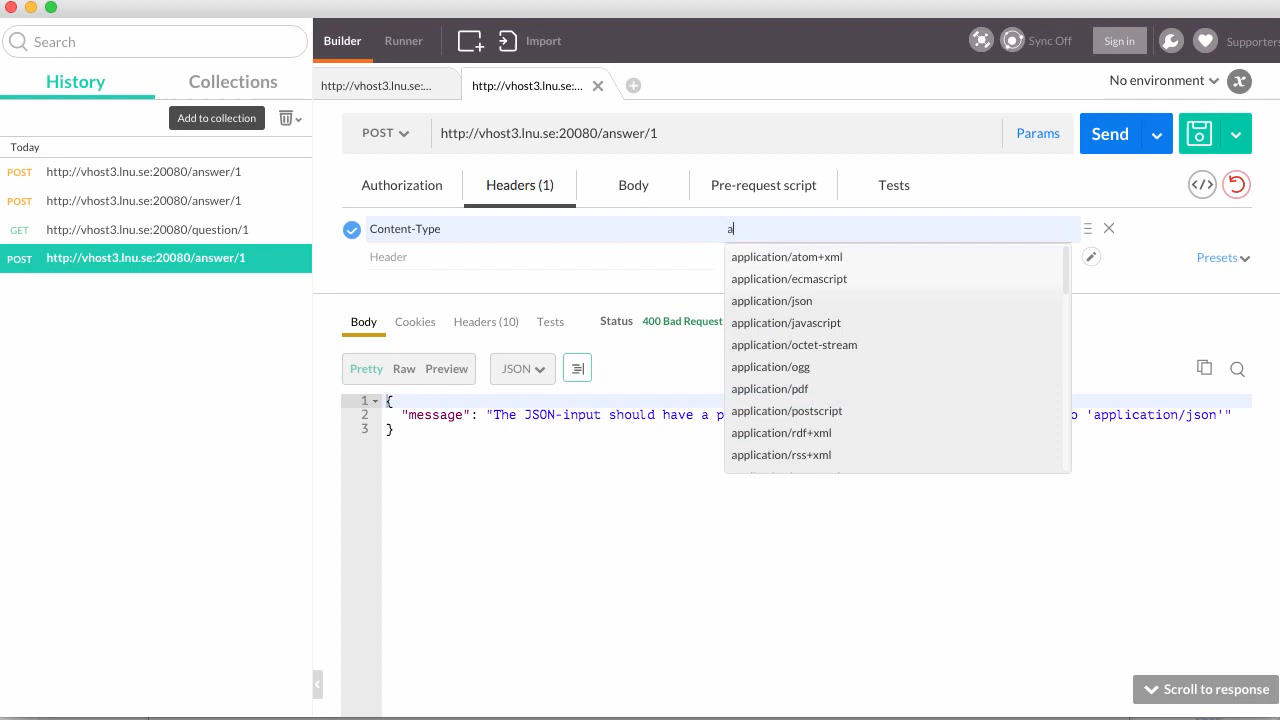 Search
Builder
Runner
Import
Sync Off
Sign in
Supporters
History
Collections
http://vhost3.lnu.se:...
http://vhost3.lnu.se:...
No environment
Add to collection
POST
http://vhost3.lnu.se:20080/answer/1
Params
Send
Today
POST http://vhost3.lnu.se:20080/answer/1
POST http://vhost3.lnu.se:20080/answer/1
GET http://vhost3.lnu.se:20080/question/1
POST http://vhost3.lnu.se:20080/answer/1
Authorization
Headers (1)
Body
Pre-request script
Tests
Content-Type
a
Header
Presets
application/atom+xml
application/ecmascript
application/json
application/javascript
application/octet-stream
application/ogg
application/pdf
application/postscript
application/rdf+xml
application/rss+xml
Body
Cookies
Headers (10)
Tests
Status 400 Bad Request
Pretty
Raw
Preview
JSON
1 {
2 "message": "The JSON-input should have a 'application/json'"
3 }
Scroll to response